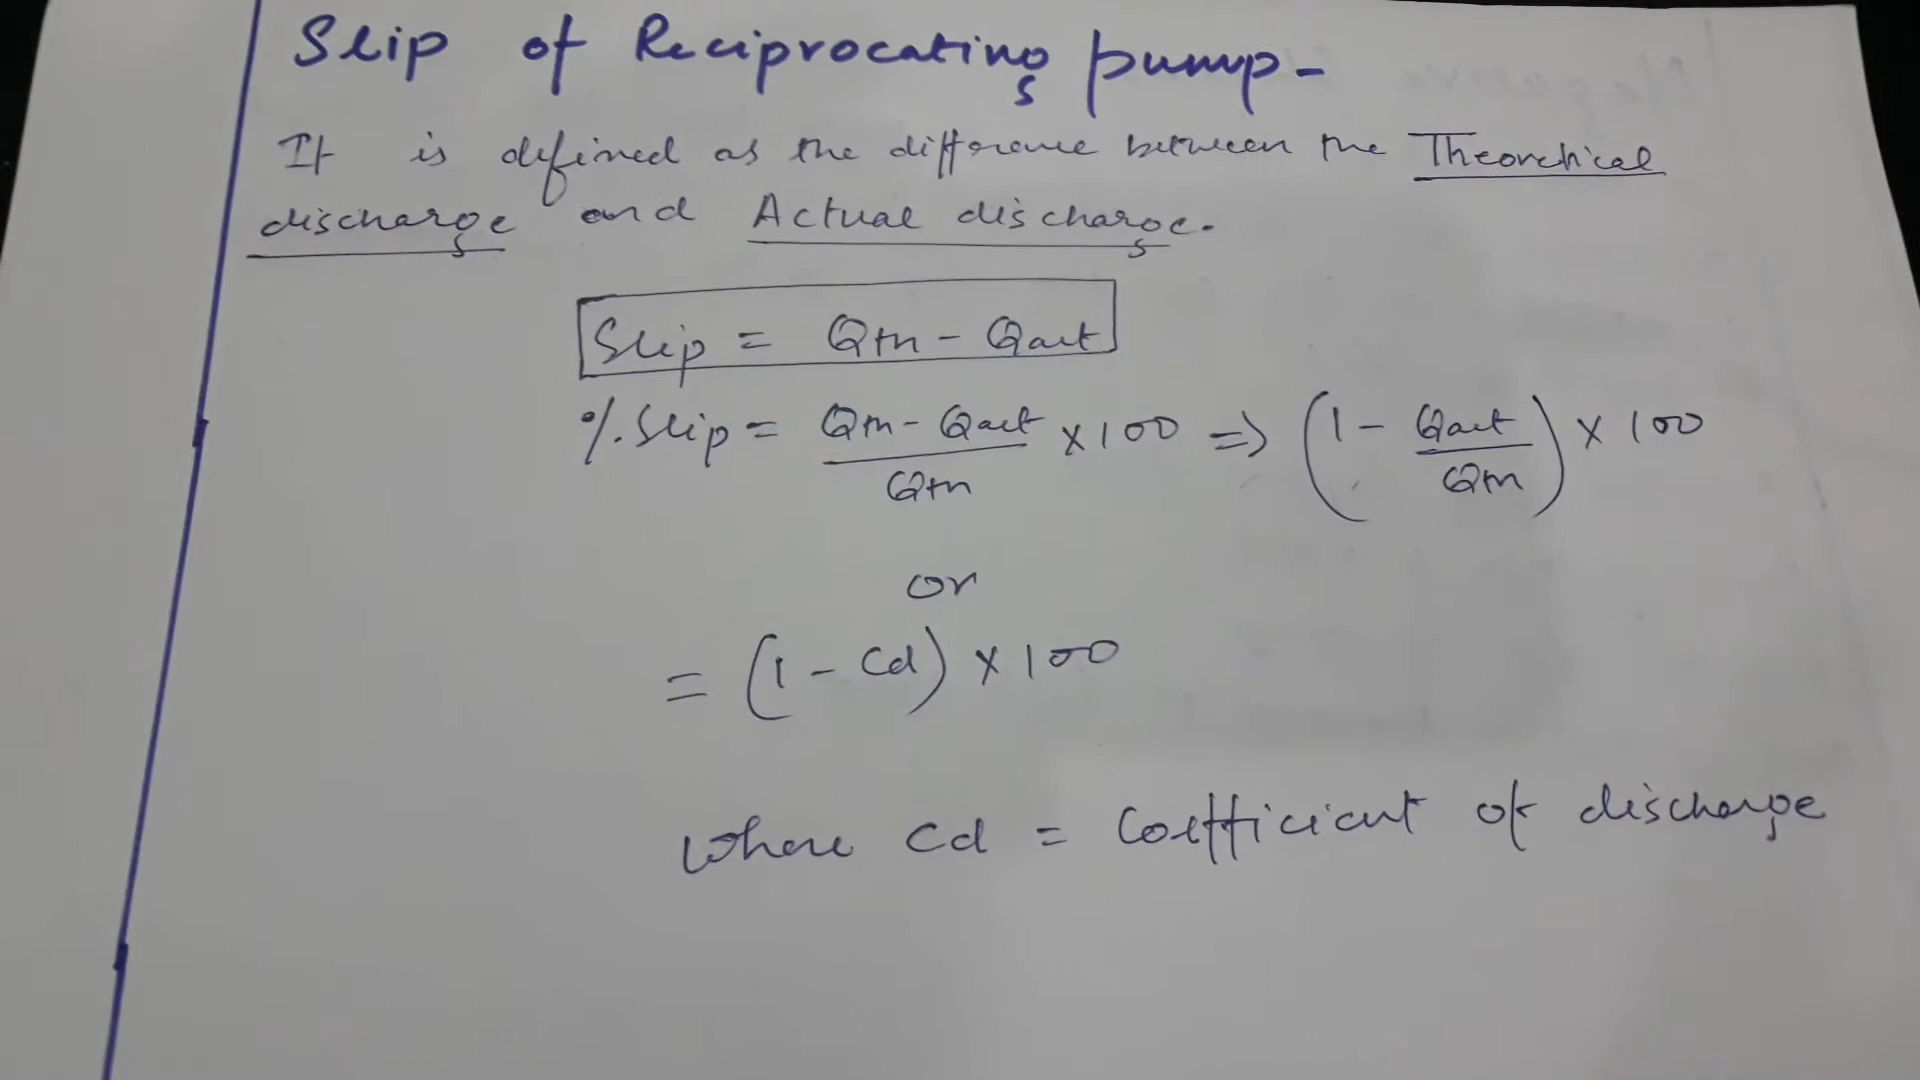 Slip of Reciprocating pump-
It is defined as the difference between the Theoretical
discharge and Actual discharge.
Slip = Qth - Qact
%.Slip = Qth - Qact / Qth × 100 => (1 - Qact / Qth) × 100
or
= (1 - Cd) × 100
where Cd = Coefficient of discharge